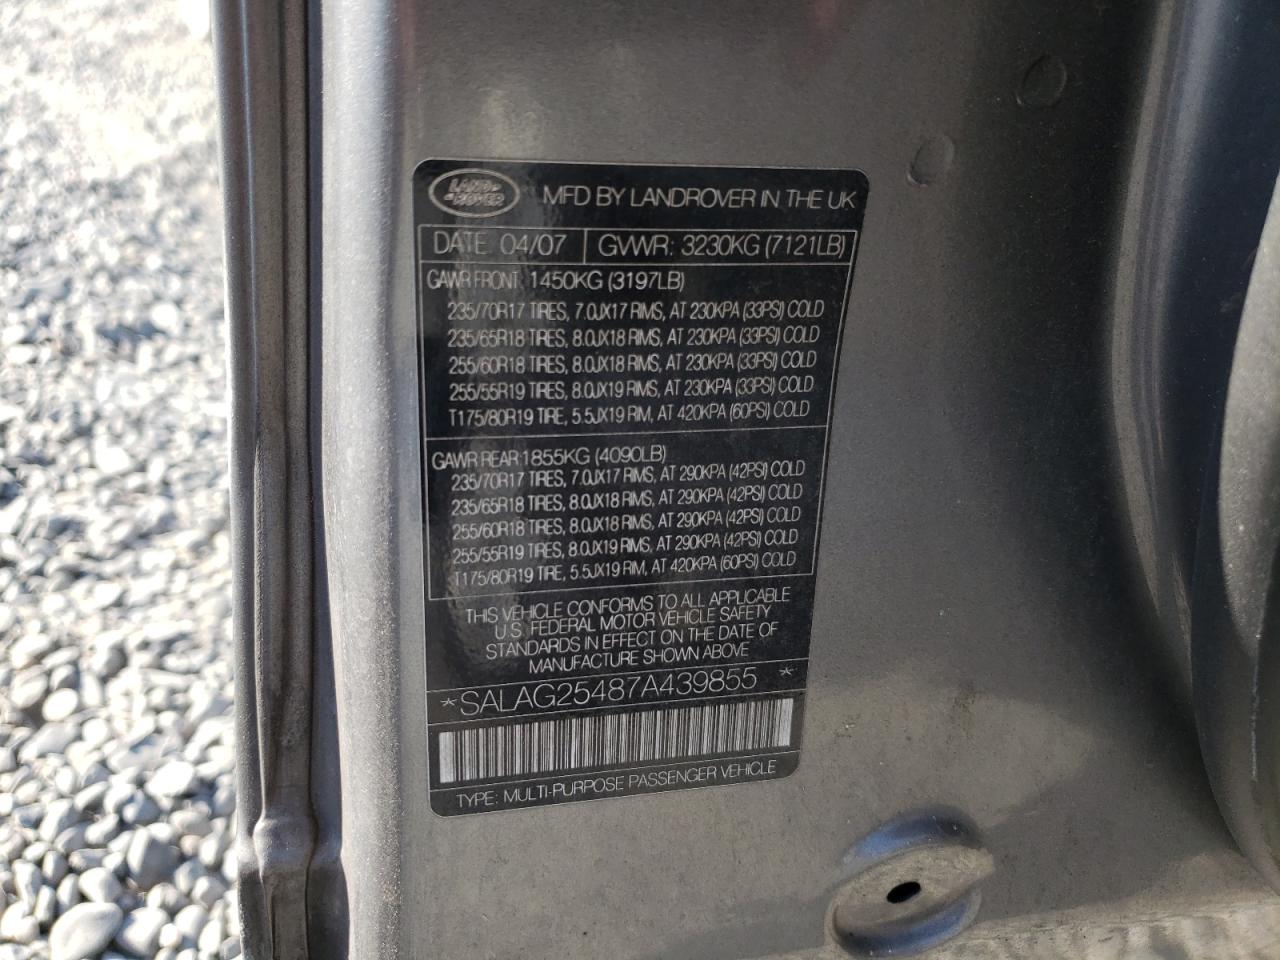 LAND-
-ROVER
MFD BY LANDROVER IN THE UK
DATE 04/07 GVWR: 3230KG (7121LB)
GAWR FRONT 1450KG (3197LB)
235/70R17 TIRES, 7.0JX17 RIMS, AT 230KPA (33PSI) COLD
235/65R18 TIRES, 8.0JX18 RIMS, AT 230KPA (33PSI) COLD
255/60R18 TIRES, 8.0JX18 RIMS, AT 230KPA (33PSI) COLD
255/55R19 TIRES, 8.0JX19 RIMS, AT 230KPA (33PSI) COLD
T175/80R19 TIRE, 5.5JX19 RIM, AT 420KPA (60PSI) COLD
GAWR REAR 1855KG (4090LB)
235/70R17 TIRES, 7.0JX17 RIMS, AT 290KPA (42PSI) COLD
235/65R18 TIRES, 8.0JX18 RIMS, AT 290KPA (42PSI) COLD
255/60R18 TIRES, 8.0JX18 RIMS, AT 290KPA (42PSI) COLD
255/55R19 TIRES, 8.0JX19 RIMS, AT 290KPA (42PSI) COLD
T175/80R19 TIRE, 5.5JX19 RIM, AT 420KPA (60PSI) COLD
THIS VEHICLE CONFORMS TO ALL APPLICABLE
U.S. FEDERAL MOTOR VEHICLE SAFETY
STANDARDS IN EFFECT ON THE DATE OF
MANUFACTURE SHOWN ABOVE
*SALAG25487A439855 *
TYPE: MULTI-PURPOSE PASSENGER VEHICLE